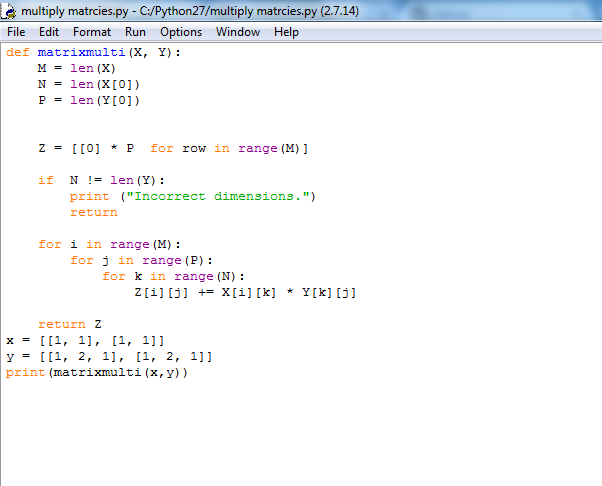 multiply matrcies.py - C:/Python27/multiply matrcies.py (2.7.14)
File Edit Format Run Options Window Help
def matrixmulti(X, Y):
    M = len(X)
    N = len(X[0])
    P = len(Y[0])
    Z = [[0] * P  for row in range(M)]
    if  N != len(Y):
        print ("Incorrect dimensions.")
        return
    for i in range(M):
        for j in range(P):
            for k in range(N):
                Z[i][j] += X[i][k] * Y[k][j]
    return Z
x = [[1, 1], [1, 1]]
y = [[1, 2, 1], [1, 2, 1]]
print(matrixmulti(x,y))